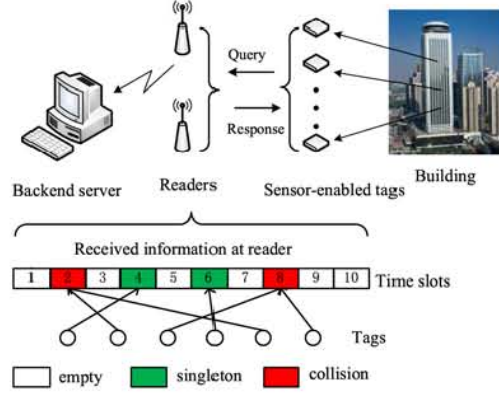 Query
Response
Backend server
Readers
Sensor-enabled tags
Building
Received information at reader
1 2 3 4 5 6 7 8 9 10 Time slots
Tags
empty singleton collision